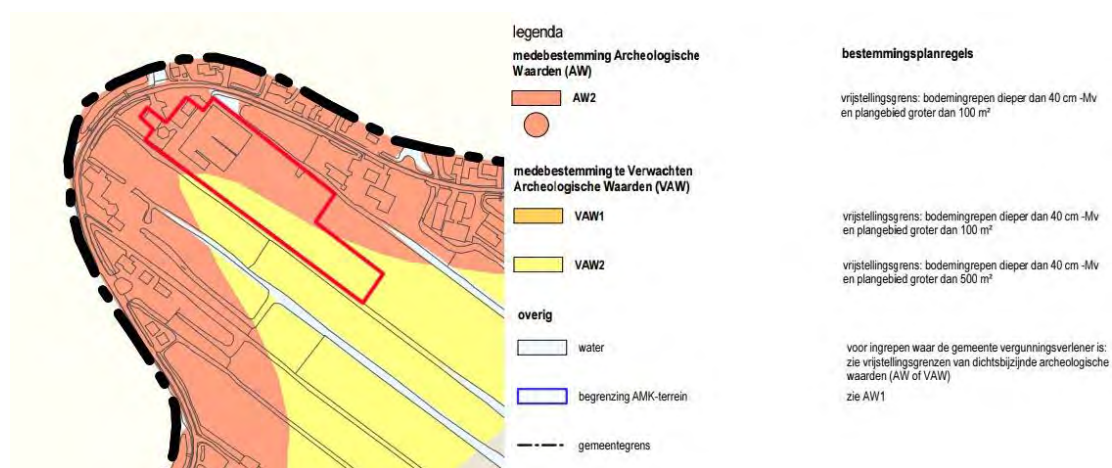 legenda
medebestemming Archeologische
Waarden (AW)
bestemmingsplanregels
AW2
vrijstellingsgrens: bodemingrepen dieper dan 40 cm -Mv
en plangebied groter dan 100 m²
medebestemming te Verwachten
Archeologische Waarden (VAW)
VAW1
vrijstellingsgrens: bodemingrepen dieper dan 40 cm -Mv
en plangebied groter dan 100 m²
VAW2
vrijstellingsgrens: bodemingrepen dieper dan 40 cm -Mv
en plangebied groter dan 500 m²
overig
water
voor ingrepen waar de gemeente vergunningsverlener is:
zie vrijstellingsgrenzen van dichtsbijzijnde archeologische
waarden (AW of VAW)
begrenzing AMK-terrein
zie AW1
gemeentegrens